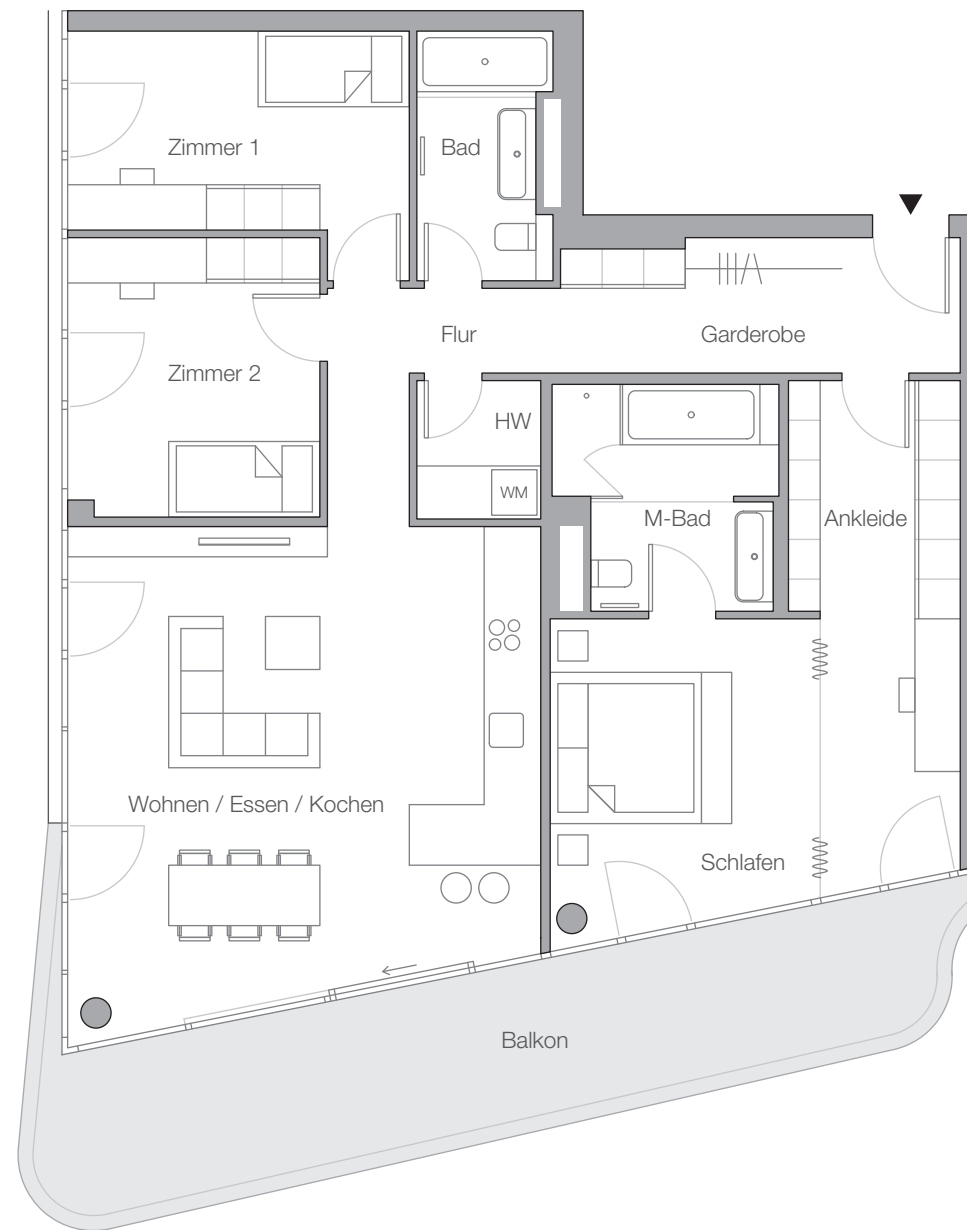 Zimmer 1
Bad
Flur
Garderobe
Zimmer 2
HW
WM
M-Bad
Ankleide
Wohnen / Essen / Kochen
Schlafen
Balkon